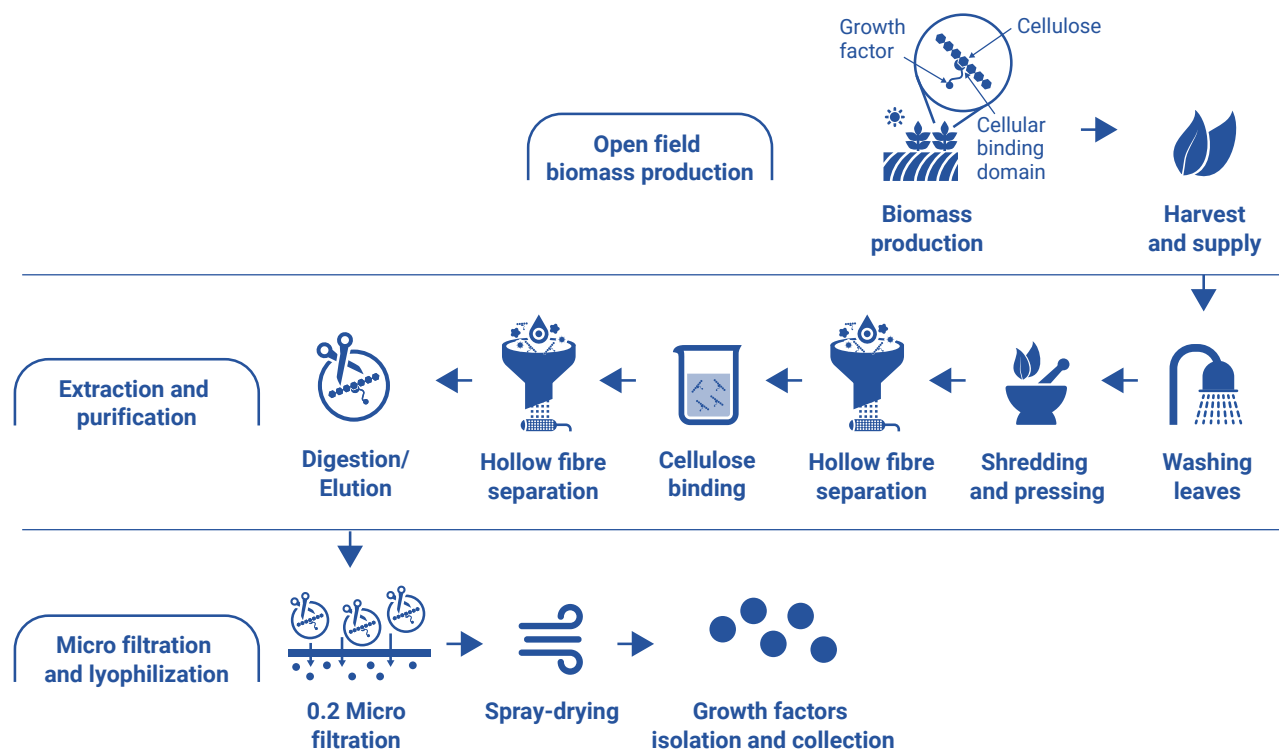 Growth
factor
Cellulose
Cellular
binding
domain
Open field
biomass production
Biomass
production
Harvest
and supply
Extraction and
purification
Digestion/
Elution
Hollow fibre
separation
Cellulose
binding
Hollow fibre
separation
Shredding
and pressing
Washing
leaves
Micro filtration
and lyophilization
0.2 Micro
filtration
Spray-drying
Growth factors
isolation and collection